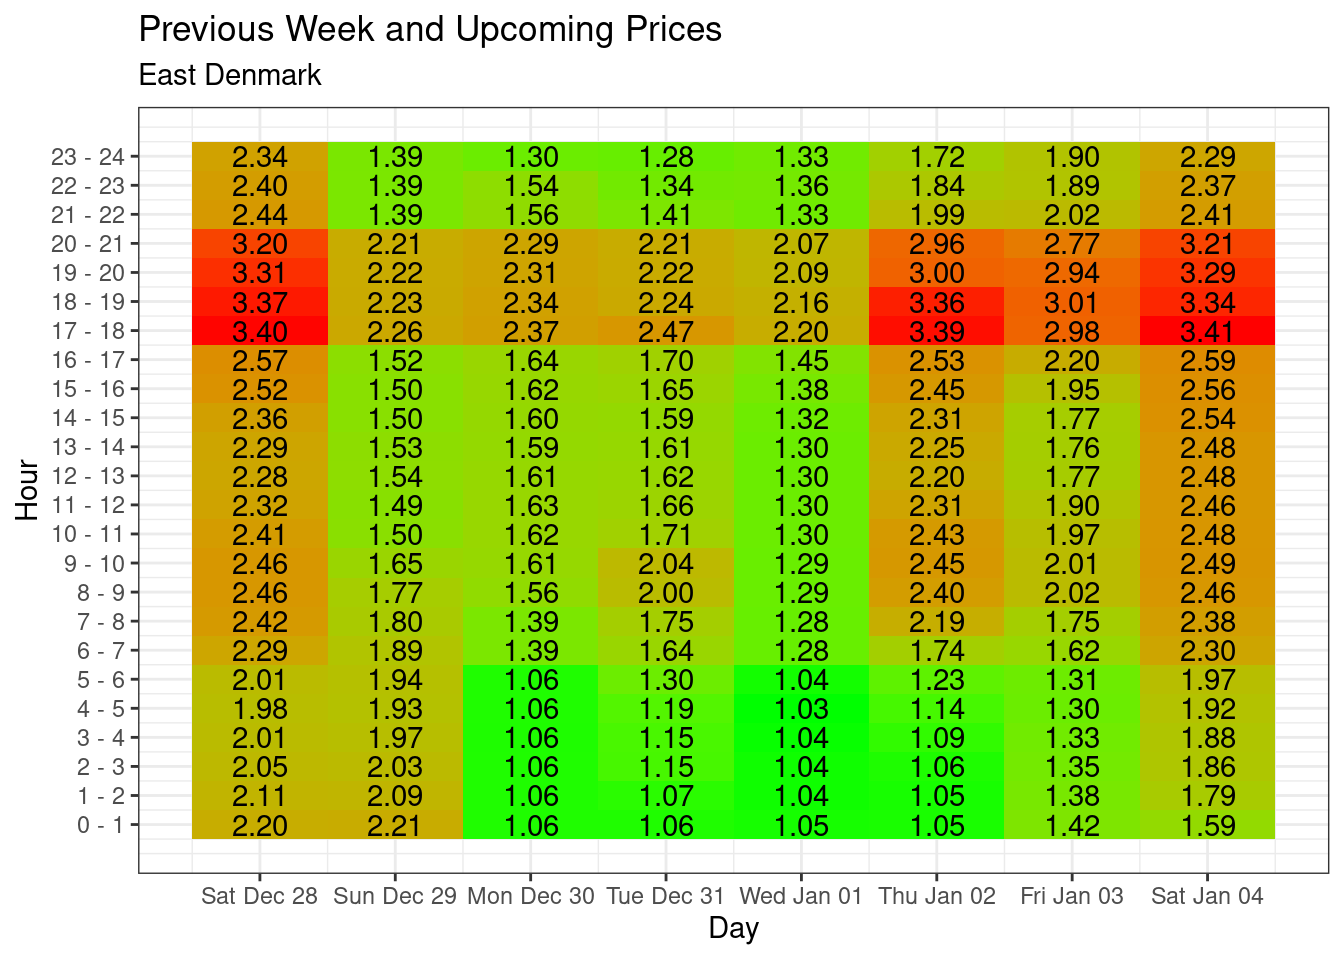 Previous Week and Upcoming Prices
East Denmark
23 - 24 2.34 1.39 1.30 1.28 1.33 1.72 1.90 2.29
22 - 23 2.40 1.39 1.54 1.34 1.36 1.84 1.89 2.37
21 - 22 2.44 1.39 1.56 1.41 1.33 1.99 2.02 2.41
20 - 21 3.20 2.21 2.29 2.21 2.07 2.96 2.77 3.21
19 - 20 3.31 2.22 2.31 2.22 2.09 3.00 2.94 3.29
18 - 19 3.37 2.23 2.34 2.24 2.16 3.36 3.01 3.34
17 - 18 3.40 2.26 2.37 2.47 2.20 3.39 2.98 3.41
16 - 17 2.57 1.52 1.64 1.70 1.45 2.53 2.20 2.59
15 - 16 2.52 1.50 1.62 1.65 1.38 2.45 1.95 2.56
14 - 15 2.36 1.50 1.60 1.59 1.32 2.31 1.77 2.54
13 - 14 2.29 1.53 1.59 1.61 1.30 2.25 1.76 2.48
12 - 13 2.28 1.54 1.61 1.62 1.30 2.20 1.77 2.48
11 - 12 2.32 1.49 1.63 1.66 1.30 2.31 1.90 2.46
10 - 11 2.41 1.50 1.62 1.71 1.30 2.43 1.97 2.48
9 - 10 2.46 1.65 1.61 2.04 1.29 2.45 2.01 2.49
8 - 9 2.46 1.77 1.56 2.00 1.29 2.40 2.02 2.46
7 - 8 2.42 1.80 1.39 1.75 1.28 2.19 1.75 2.38
6 - 7 2.29 1.89 1.39 1.64 1.28 1.74 1.62 2.30
5 - 6 2.01 1.94 1.06 1.30 1.04 1.23 1.31 1.97
4 - 5 1.98 1.93 1.06 1.19 1.03 1.14 1.30 1.92
3 - 4 2.01 1.97 1.06 1.15 1.04 1.09 1.33 1.88
2 - 3 2.05 2.03 1.06 1.15 1.04 1.06 1.35 1.86
1 - 2 2.11 2.09 1.06 1.07 1.04 1.05 1.38 1.79
0 - 1 2.20 2.21 1.06 1.06 1.05 1.05 1.42 1.59
Hour
Sat Dec 28 Sun Dec 29 Mon Dec 30 Tue Dec 31 Wed Jan 01 Thu Jan 02 Fri Jan 03 Sat Jan 04
Day